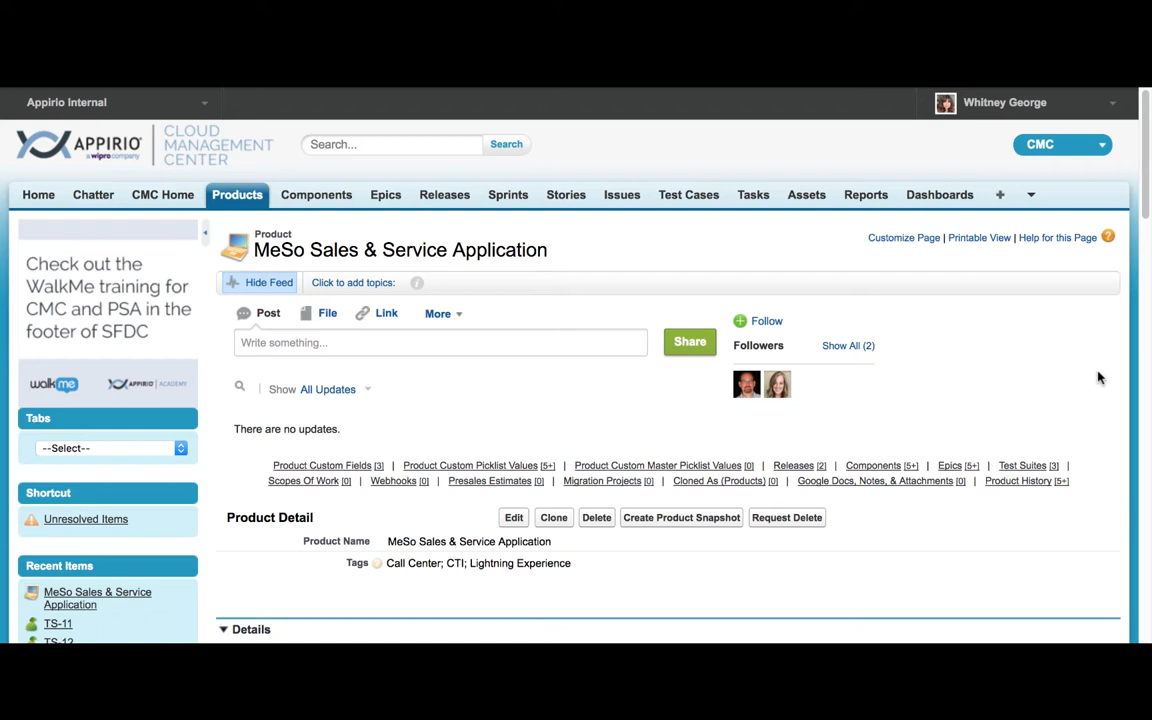 Appirio Internal
Whitney George
APPIRIO
a wipro company
CLOUD
MANAGEMENT
CENTER
Search...
Search
CMC
Home
Chatter
CMC Home
Products
Components
Epics
Releases
Sprints
Stories
Issues
Test Cases
Tasks
Assets
Reports
Dashboards
+
Check out the
WalkMe training for
CMC and PSA in the
footer of SFDC
walkme
APPIRIO | ACADEMY
Tabs
--Select--
Shortcut
Unresolved Items
Recent Items
MeSo Sales & Service
Application
TS-11
TS-12
Product
MeSo Sales & Service Application
Customize Page | Printable View | Help for this Page ?
Hide Feed
Click to add topics: i
Post
File
Link
More
Write something...
Share
Follow
Followers
Show All (2)
Show All Updates
There are no updates.
Product Custom Fields [3] | Product Custom Picklist Values [5+] | Product Custom Master Picklist Values [0] | Releases [2] | Components [5+] | Epics [5+] | Test Suites [3] |
Scopes Of Work [0] | Webhooks [0] | Presales Estimates [0] | Migration Projects [0] | Cloned As (Products) [0] | Google Docs, Notes, & Attachments [0] | Product History [5+]
Product Detail
Edit
Clone
Delete
Create Product Snapshot
Request Delete
Product Name MeSo Sales & Service Application
Tags Call Center; CTI; Lightning Experience
Details